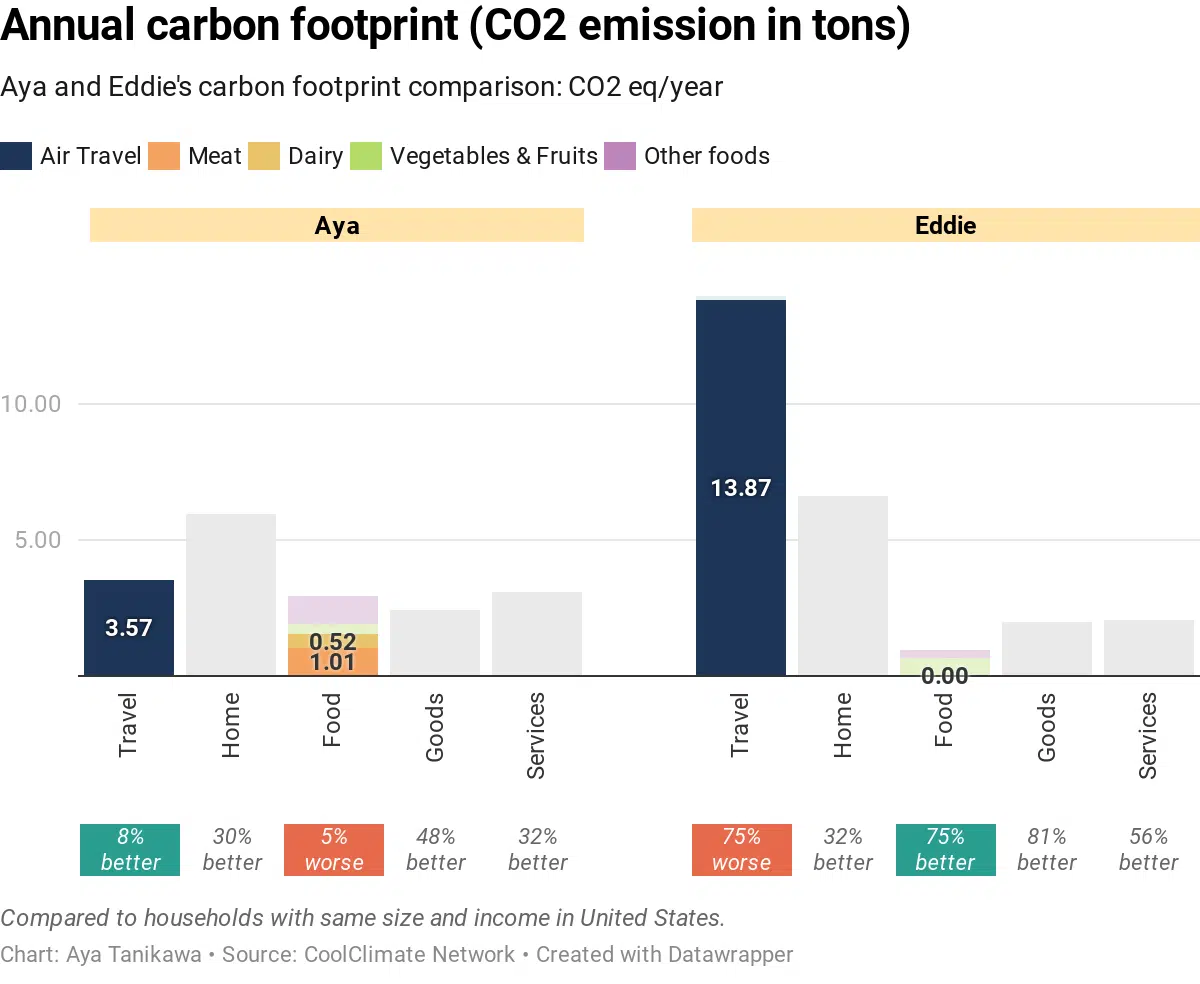 Annual carbon footprint (CO2 emission in tons)
Aya and Eddie's carbon footprint comparison: CO2 eq/year
Air Travel Meat Dairy Vegetables & Fruits Other foods
Aya Eddie
10.00
13.87
5.00
3.57
0.52
1.01
0.00
Travel Home Food Goods Services Travel Home Food Goods Services
8% 30% 5% 48% 32% 75% 32% 75% 81% 56%
better better worse better better worse better better better better
Compared to households with same size and income in United States.
Chart: Aya Tanikawa • Source: CoolClimate Network • Created with Datawrapper